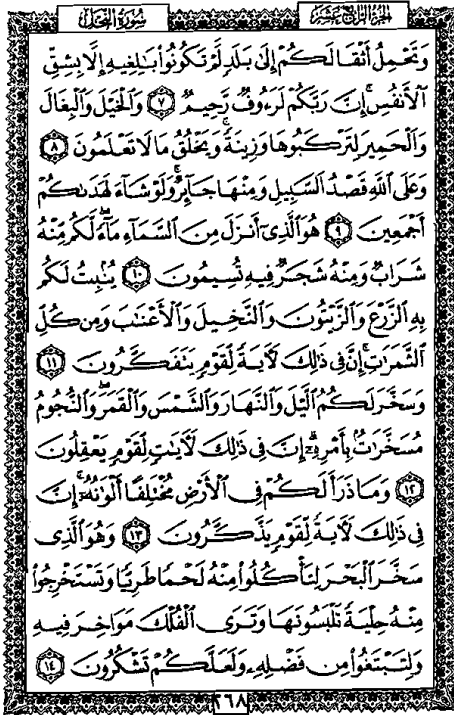 الجزء الرابع عشر
سورة النحل
وَتَحْمِلُ أَثْقَالَكُمْ إِلَىٰ بَلَدٍ لَّمْ تَكُونُوا۟ بَـٰلِغِيهِ إِلَّا بِشِقِّ
ٱلْأَنفُسِ ۚ إِنَّ رَبَّكُمْ لَرَءُوفٌ رَّحِيمٌ ٧ وَٱلْخَيْلَ وَٱلْبِغَالَ
وَٱلْحَمِيرَ لِتَرْكَبُوهَا وَزِينَةً ۚ وَيَخْلُقُ مَا لَا تَعْلَمُونَ ٨
وَعَلَى ٱللَّهِ قَصْدُ ٱلسَّبِيلِ وَمِنْهَا جَآئِرٌ ۚ وَلَوْ شَآءَ لَهَدَىٰكُمْ
أَجْمَعِينَ ٩ هُوَ ٱلَّذِىٓ أَنزَلَ مِنَ ٱلسَّمَآءِ مَآءً ۖ لَّكُم مِّنْهُ
شَرَابٌ وَمِنْهُ شَجَرٌ فِيهِ تُسِيمُونَ ١٠ يُنۢبِتُ لَكُم
بِهِ ٱلزَّرْعَ وَٱلزَّيْتُونَ وَٱلنَّخِيلَ وَٱلْأَعْنَـٰبَ وَمِن كُلِّ
ٱلثَّمَرَٰتِ ۗ إِنَّ فِى ذَٰلِكَ لَـَٔايَةً لِّقَوْمٍ يَتَفَكَّرُونَ ١١
وَسَخَّرَ لَكُمُ ٱلَّيْلَ وَٱلنَّهَارَ وَٱلشَّمْسَ وَٱلْقَمَرَ ۖ وَٱلنُّجُومُ
مُسَخَّرَٰتٌۢ بِأَمْرِهِۦٓ ۗ إِنَّ فِى ذَٰلِكَ لَـَٔايَـٰتٍ لِّقَوْمٍ يَعْقِلُونَ
١٢ وَمَا ذَرَأَ لَكُمْ فِى ٱلْأَرْضِ مُخْتَلِفًا أَلْوَٰنُهُۥٓ ۗ إِنَّ
فِى ذَٰلِكَ لَـَٔايَةً لِّقَوْمٍ يَذَّكَّرُونَ ١٣ وَهُوَ ٱلَّذِى
سَخَّرَ ٱلْبَحْرَ لِتَأْكُلُوا۟ مِنْهُ لَحْمًا طَرِيًّا وَتَسْتَخْرِجُوا۟
مِنْهُ حِلْيَةً تَلْبَسُونَهَا وَتَرَى ٱلْفُلْكَ مَوَاخِرَ فِيهِ
وَلِتَبْتَغُوا۟ مِن فَضْلِهِۦ وَلَعَلَّكُمْ تَشْكُرُونَ ١٤
٢٦٨